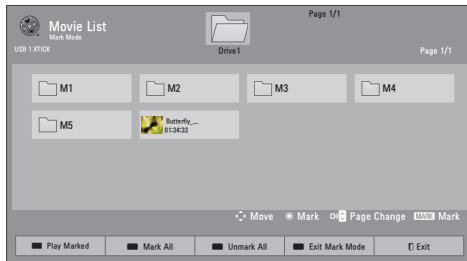 Movie List
Mark Mode
USB 1 XTICK
Drive1
Page 1/1
Page 1/1
M1
M2
M3
M4
M5
Butterfly_...
01:34:33
Move
Mark
CH
Page Change
MARK
Mark
Play Marked
Mark All
Unmark All
Exit Mark Mode
Exit